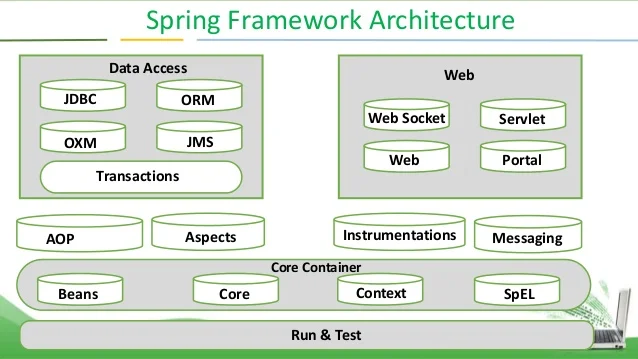 Spring Framework Architecture
Data Access
JDBC
ORM
OXM
JMS
Transactions
Web
Web Socket
Servlet
Web
Portal
AOP
Aspects
Instrumentations
Messaging
Core Container
Beans
Core
Context
SpEL
Run & Test